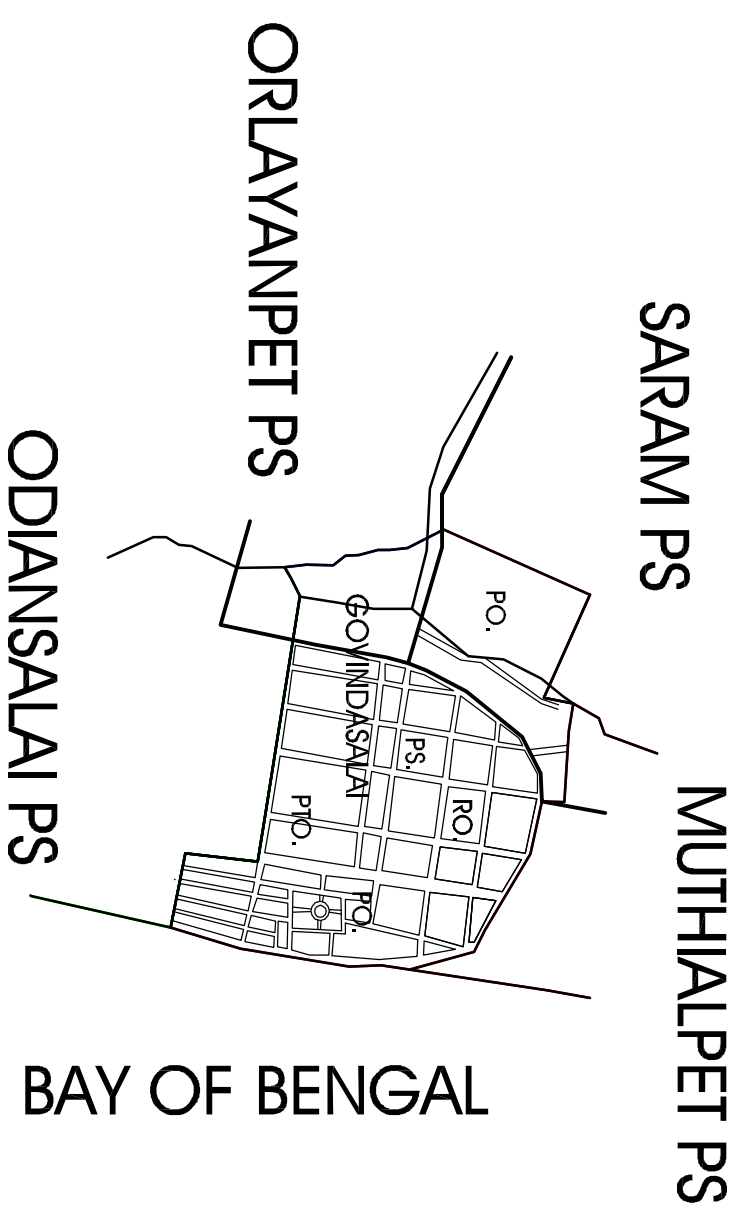 ORLAYANPET PS
SARAM PS
ODIANSALAI PS
PO.
GOVINDASALAI
PS.
RO.
PTO.
PO.
MUTHIALPET PS
BAY OF BENGAL